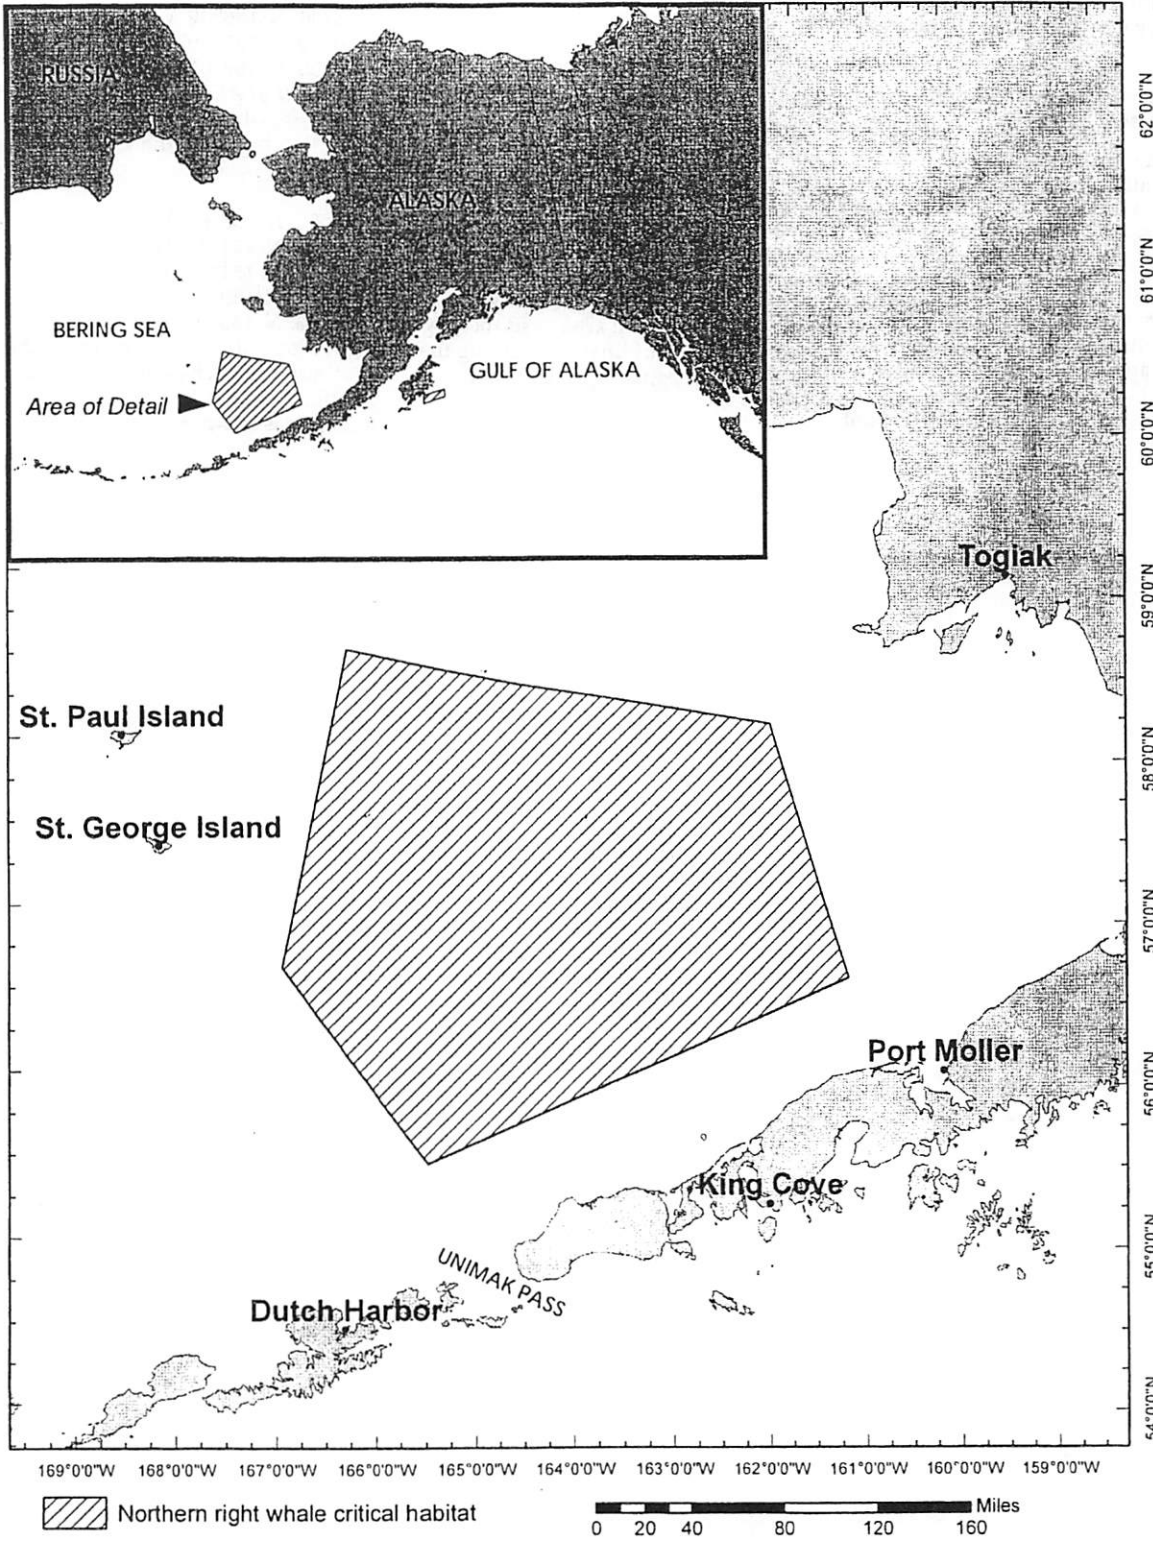 RUSSIA
ALASKA
BERING SEA
GULF OF ALASKA
Area of Detail
62°0'0"N
61°0'0"N
60°0'0"N
Togiak
59°0'0"N
St. Paul Island
58°0'0"N
St. George Island
57°0'0"N
Port Moller
56°0'0"N
King Cove
55°0'0"N
UNIMAK PASS
Dutch Harbor
54°0'0"N
169°0'0"W 168°0'0"W 167°0'0"W 166°0'0"W 165°0'0"W 164°0'0"W 163°0'0"W 162°0'0"W 161°0'0"W 160°0'0"W 159°0'0"W
Northern right whale critical habitat
Miles
0 20 40 80 120 160